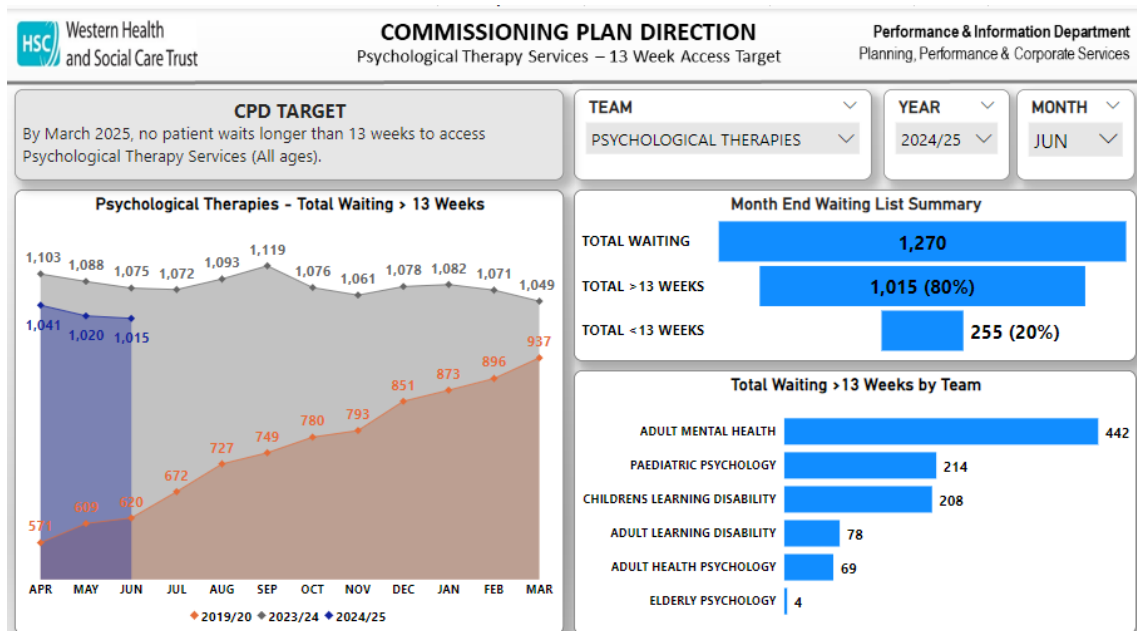 HSC
Western Health
and Social Care Trust
COMMISSIONING PLAN DIRECTION
Psychological Therapy Services – 13 Week Access Target
Performance & Information Department
Planning, Performance & Corporate Services
CPD TARGET
By March 2025, no patient waits longer than 13 weeks to access
Psychological Therapy Services (All ages).
TEAM
PSYCHOLOGICAL THERAPIES
YEAR
2024/25
MONTH
JUN
Psychological Therapies - Total Waiting > 13 Weeks
1,103 1,088 1,075 1,072 1,093 1,119 1,076 1,061 1,078 1,082 1,071 1,049
1,041 1,020 1,015
571 609 620 672 727 749 780 793 851 873 896 937
APR MAY JUN JUL AUG SEP OCT NOV DEC JAN FEB MAR
2019/20 2023/24 2024/25
Month End Waiting List Summary
TOTAL WAITING 1,270
TOTAL >13 WEEKS 1,015 (80%)
TOTAL <13 WEEKS 255 (20%)
Total Waiting >13 Weeks by Team
ADULT MENTAL HEALTH 442
PAEDIATRIC PSYCHOLOGY 214
CHILDRENS LEARNING DISABILITY 208
ADULT LEARNING DISABILITY 78
ADULT HEALTH PSYCHOLOGY 69
ELDERLY PSYCHOLOGY 4